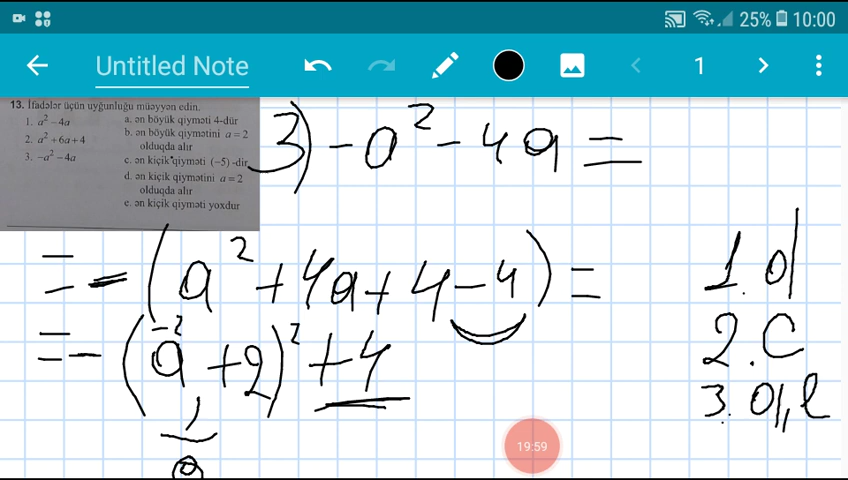 25% 10:00
Untitled Note
1
13. İfadələr üçün uyğunluğu müəyyən edin.
1. a² −4a
2. a² +6a+4
3. −a² −4a
a. ən böyük qiyməti 4-dür
b. ən böyük qiymətini a = 2
olduqda alır
c. ən kiçik qiyməti (−5) -dir
d. ən kiçik qiymətini a = 2
olduqda alır
e. ən kiçik qiyməti yoxdur
3) -a² - 4a =
= - (a² + 4a + 4 - 4) =
= - (a + 2)² + 4
-2
0
1. d
2. c
3. a, e
19:59